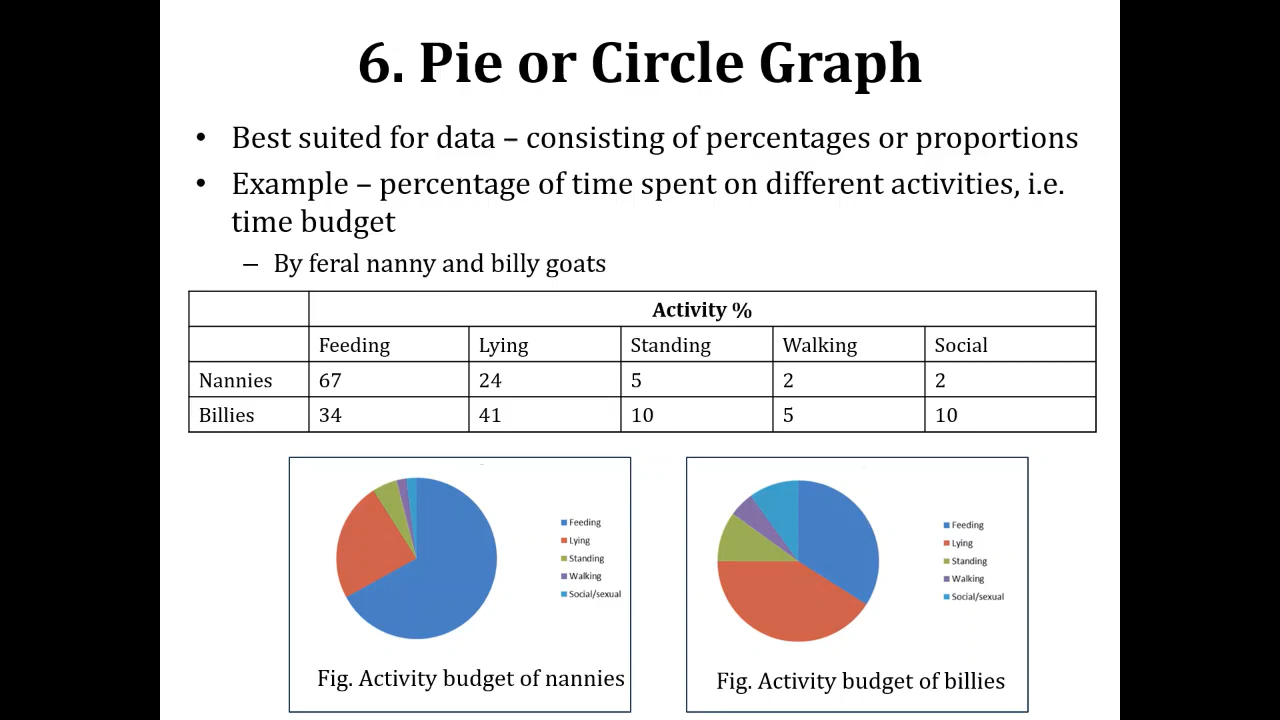 6. Pie or Circle Graph
• Best suited for data – consisting of percentages or proportions
• Example – percentage of time spent on different activities, i.e.
time budget
– By feral nanny and billy goats
Activity %
Feeding Lying Standing Walking Social
Nannies 67 24 5 2 2
Billies 34 41 10 5 10
Feeding
Lying
Standing
Walking
Social/sexual
Fig. Activity budget of nannies
Feeding
Lying
Standing
Walking
Social/sexual
Fig. Activity budget of billies